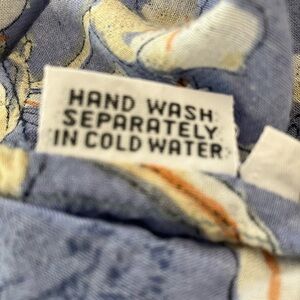 HAND WASH
SEPARATELY
IN COLD WATER